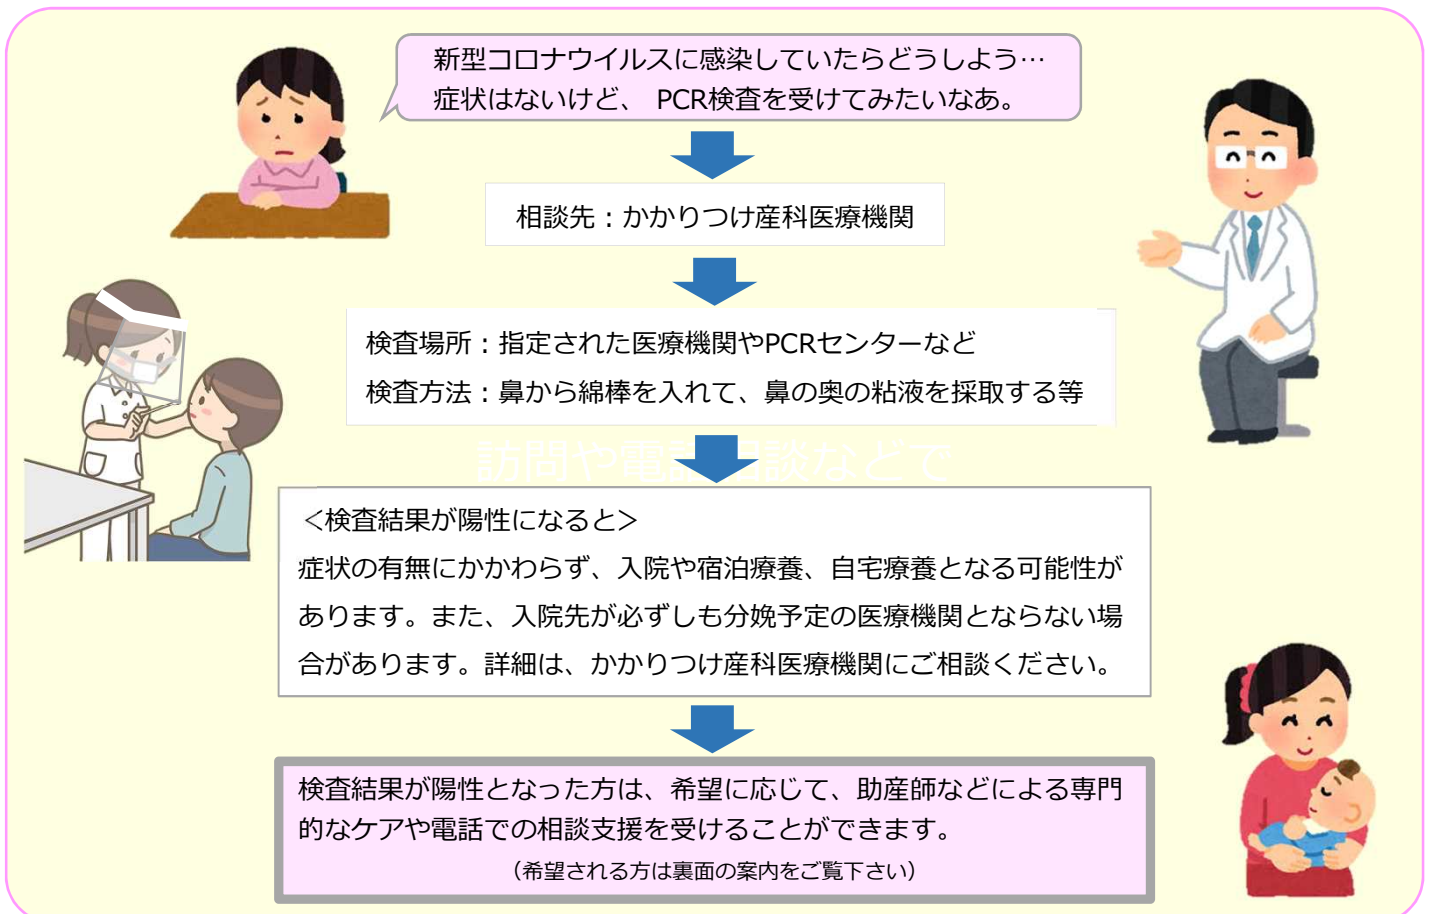 新型コロナウイルスに感染していたらどうしよう…
症状はないけど、 PCR検査を受けてみたいなあ。
相談先：かかりつけ産科医療機関
検査場所：指定された医療機関やPCRセンターなど
検査方法：鼻から綿棒を入れて、鼻の奥の粘液を採取する等
訪問や電話相談などで
＜検査結果が陽性になると＞
症状の有無にかかわらず、入院や宿泊療養、自宅療養となる可能性が
あります。また、入院先が必ずしも分娩予定の医療機関とならない場
合があります。詳細は、かかりつけ産科医療機関にご相談ください。
検査結果が陽性となった方は、希望に応じて、助産師などによる専門
的なケアや電話での相談支援を受けることができます。
（希望される方は裏面の案内をご覧下さい）